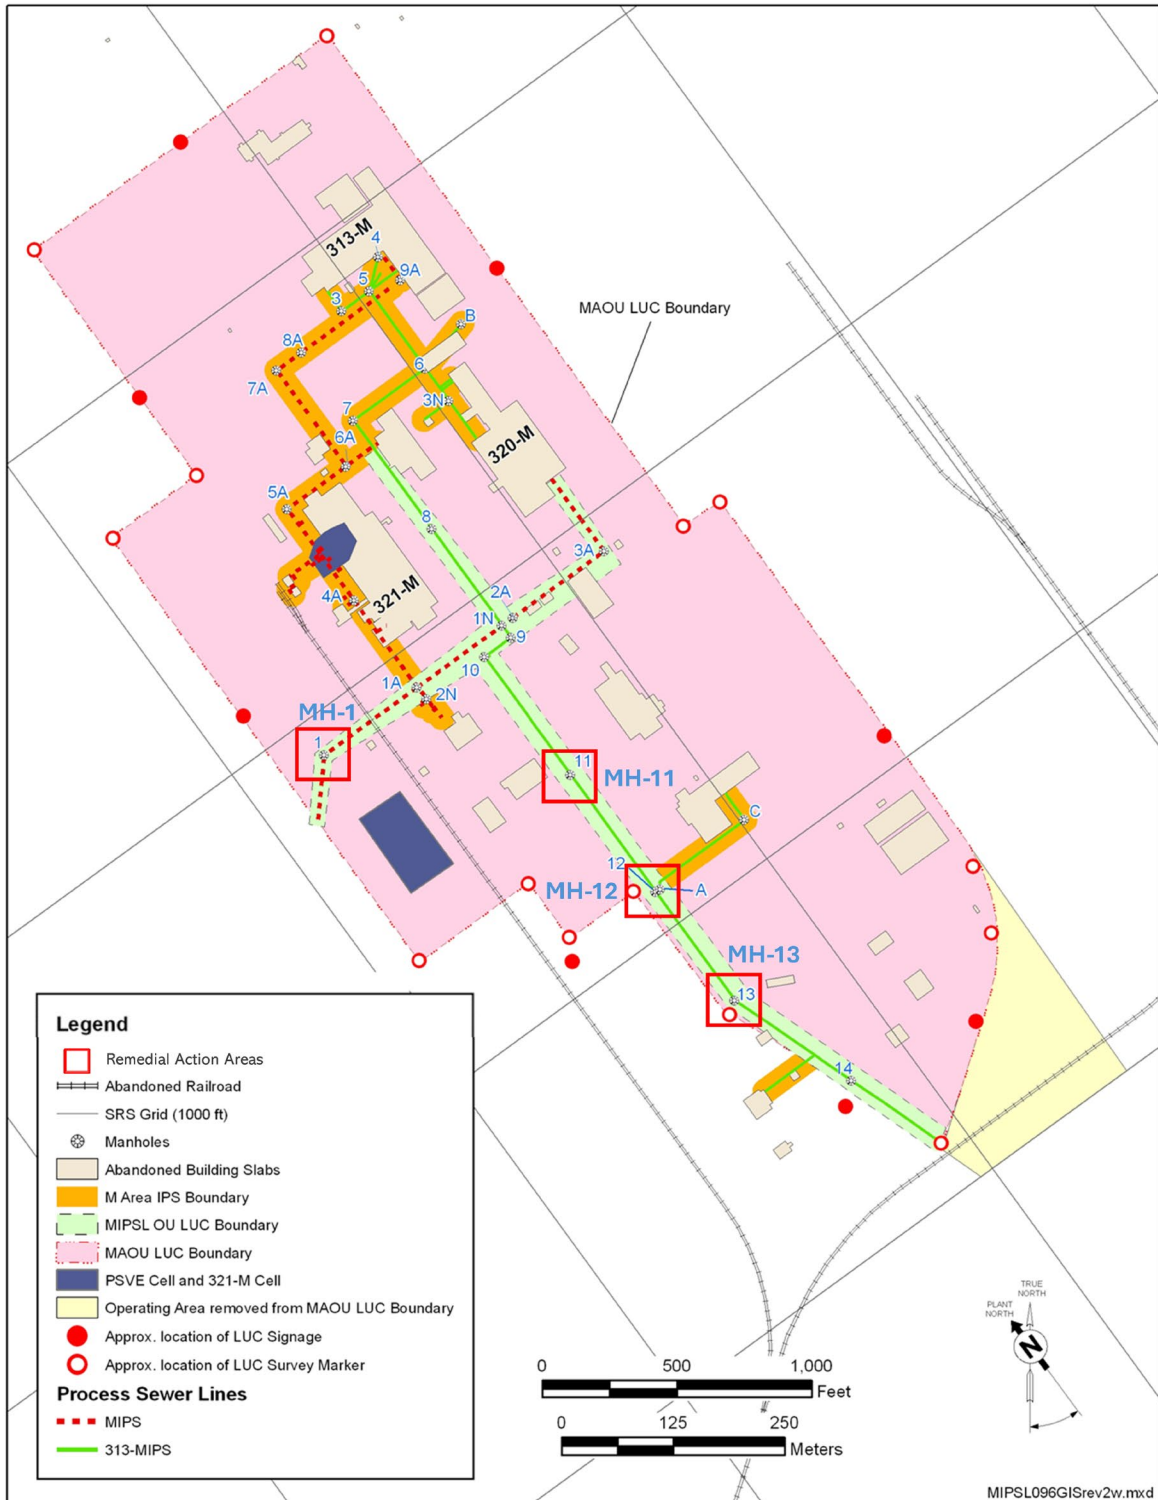 313-M
4
5
9A
3
B
8A
6
7A
3N
7
6A
320-M
5A
8
3A
4A
321-M
2A
1N
9
10
1A
2N
MAOU LUC Boundary
MH-1
1
11
MH-11
C
12
A
MH-12
MH-13
13
14
Legend
Remedial Action Areas
Abandoned Railroad
SRS Grid (1000 ft)
Manholes
Abandoned Building Slabs
M Area IPS Boundary
MIPSL OU LUC Boundary
MAOU LUC Boundary
PSVE Cell and 321-M Cell
Operating Area removed from MAOU LUC Boundary
Approx. location of LUC Signage
Approx. location of LUC Survey Marker
Process Sewer Lines
MIPS
313-MIPS
TRUE
NORTH
PLANT
NORTH
N
0 500 1,000
Feet
0 125 250
Meters
MIPSL096GISrev2w.mxd